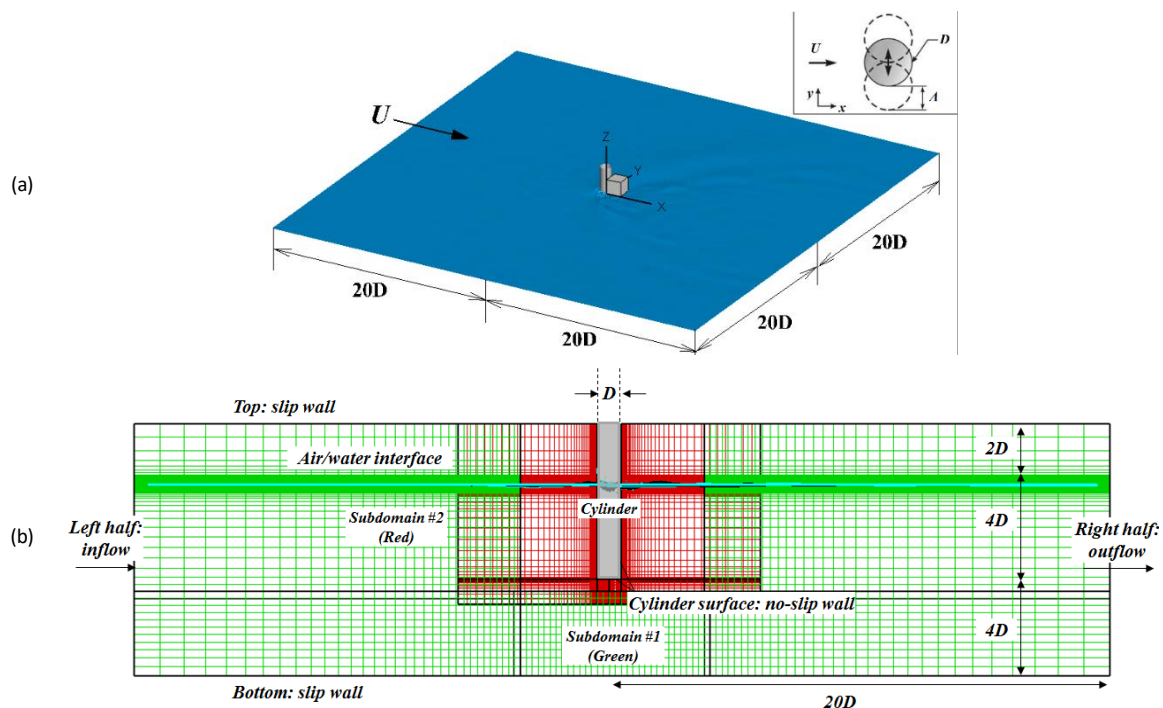 (a)
U
Z
Y
X
20D
20D
20D
20D
U
D
y
x
A
(b)
D
Top: slip wall
Air/water interface
2D
Subdomain #2
(Red)
Cylinder
4D
Left half:
inflow
Right half:
outflow
Cylinder surface: no-slip wall
Subdomain #1
(Green)
4D
Bottom: slip wall
20D